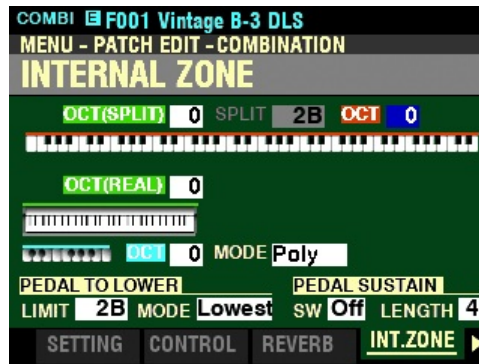 COMBI E F001 Vintage B-3 DLS
MENU - PATCH EDIT - COMBINATION
INTERNAL ZONE
OCT(SPLIT) 0 SPLIT 2B OCT 0
OCT(REAL) 0
OCT 0 MODE Poly
PEDAL TO LOWER PEDAL SUSTAIN
LIMIT 2B MODE Lowest SW Off LENGTH 4
SETTING CONTROL REVERB INT.ZONE